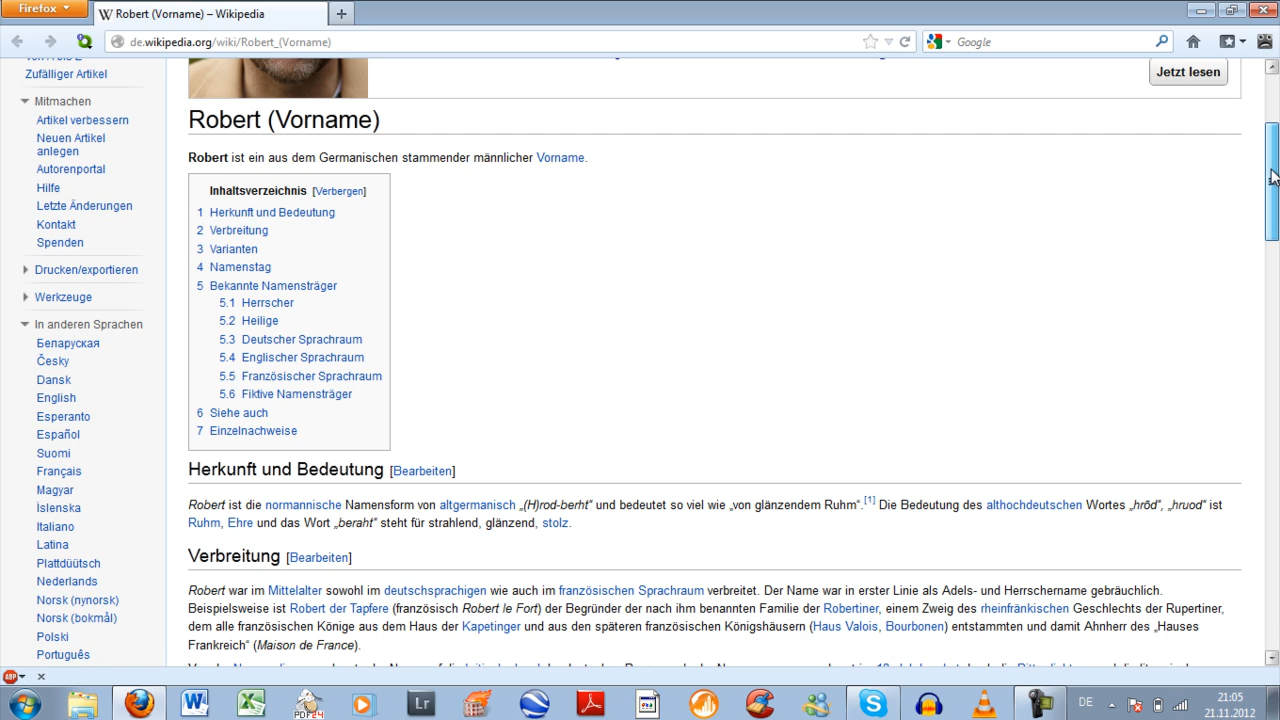 Firefox
Robert (Vorname) – Wikipedia
de.wikipedia.org/wiki/Robert_(Vorname)
Google
Zufälliger Artikel
Jetzt lesen
Mitmachen
Artikel verbessern
Neuen Artikel
anlegen
Autorenportal
Hilfe
Letzte Änderungen
Kontakt
Spenden
Drucken/exportieren
Werkzeuge
In anderen Sprachen
Беларуская
Česky
Dansk
English
Esperanto
Español
Suomi
Français
Magyar
Íslenska
Italiano
Latina
Plattdüütsch
Nederlands
Norsk (nynorsk)
Norsk (bokmål)
Polski
Português
Robert (Vorname)
Robert ist ein aus dem Germanischen stammender männlicher Vorname.
Inhaltsverzeichnis [Verbergen]
1 Herkunft und Bedeutung
2 Verbreitung
3 Varianten
4 Namenstag
5 Bekannte Namensträger
5.1 Herrscher
5.2 Heilige
5.3 Deutscher Sprachraum
5.4 Englischer Sprachraum
5.5 Französischer Sprachraum
5.6 Fiktive Namensträger
6 Siehe auch
7 Einzelnachweise
Herkunft und Bedeutung [Bearbeiten]
Robert ist die normannische Namensform von altgermanisch „(H)rod-berht“ und bedeutet so viel wie „von glänzendem Ruhm“.[1] Die Bedeutung des althochdeutschen Wortes „hrōd“, „hruod“ ist
Ruhm, Ehre und das Wort „beraht“ steht für strahlend, glänzend, stolz.
Verbreitung [Bearbeiten]
Robert war im Mittelalter sowohl im deutschsprachigen wie auch im französischen Sprachraum verbreitet. Der Name war in erster Linie als Adels- und Herrschername gebräuchlich.
Beispielsweise ist Robert der Tapfere (französisch Robert le Fort) der Begründer der nach ihm benannten Familie der Robertiner, einem Zweig des rheinfränkischen Geschlechts der Rupertiner,
dem alle französischen Könige aus dem Haus der Kapetinger und aus den späteren französischen Königshäusern (Haus Valois, Bourbonen) entstammten und damit Ahnherr des „Hauses
Frankreich“ (Maison de France).
ABP
PDF24
Lr
DE
21:05
21.11.2012